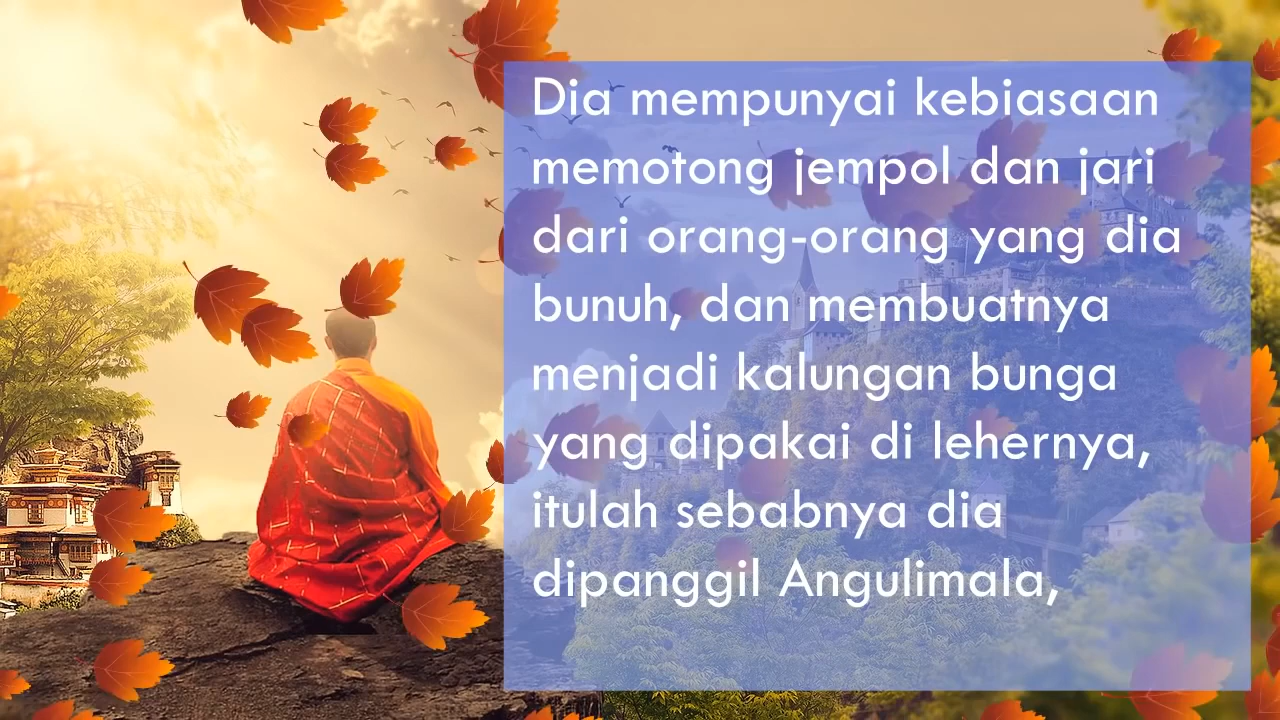 Dia mempunyai kebiasaan
memotong jempol dan jari
dari orang-orang yang dia
bunuh, dan membuatnya
menjadi kalungan bunga
yang dipakai di lehernya,
itulah sebabnya dia
dipanggil Angulimala,